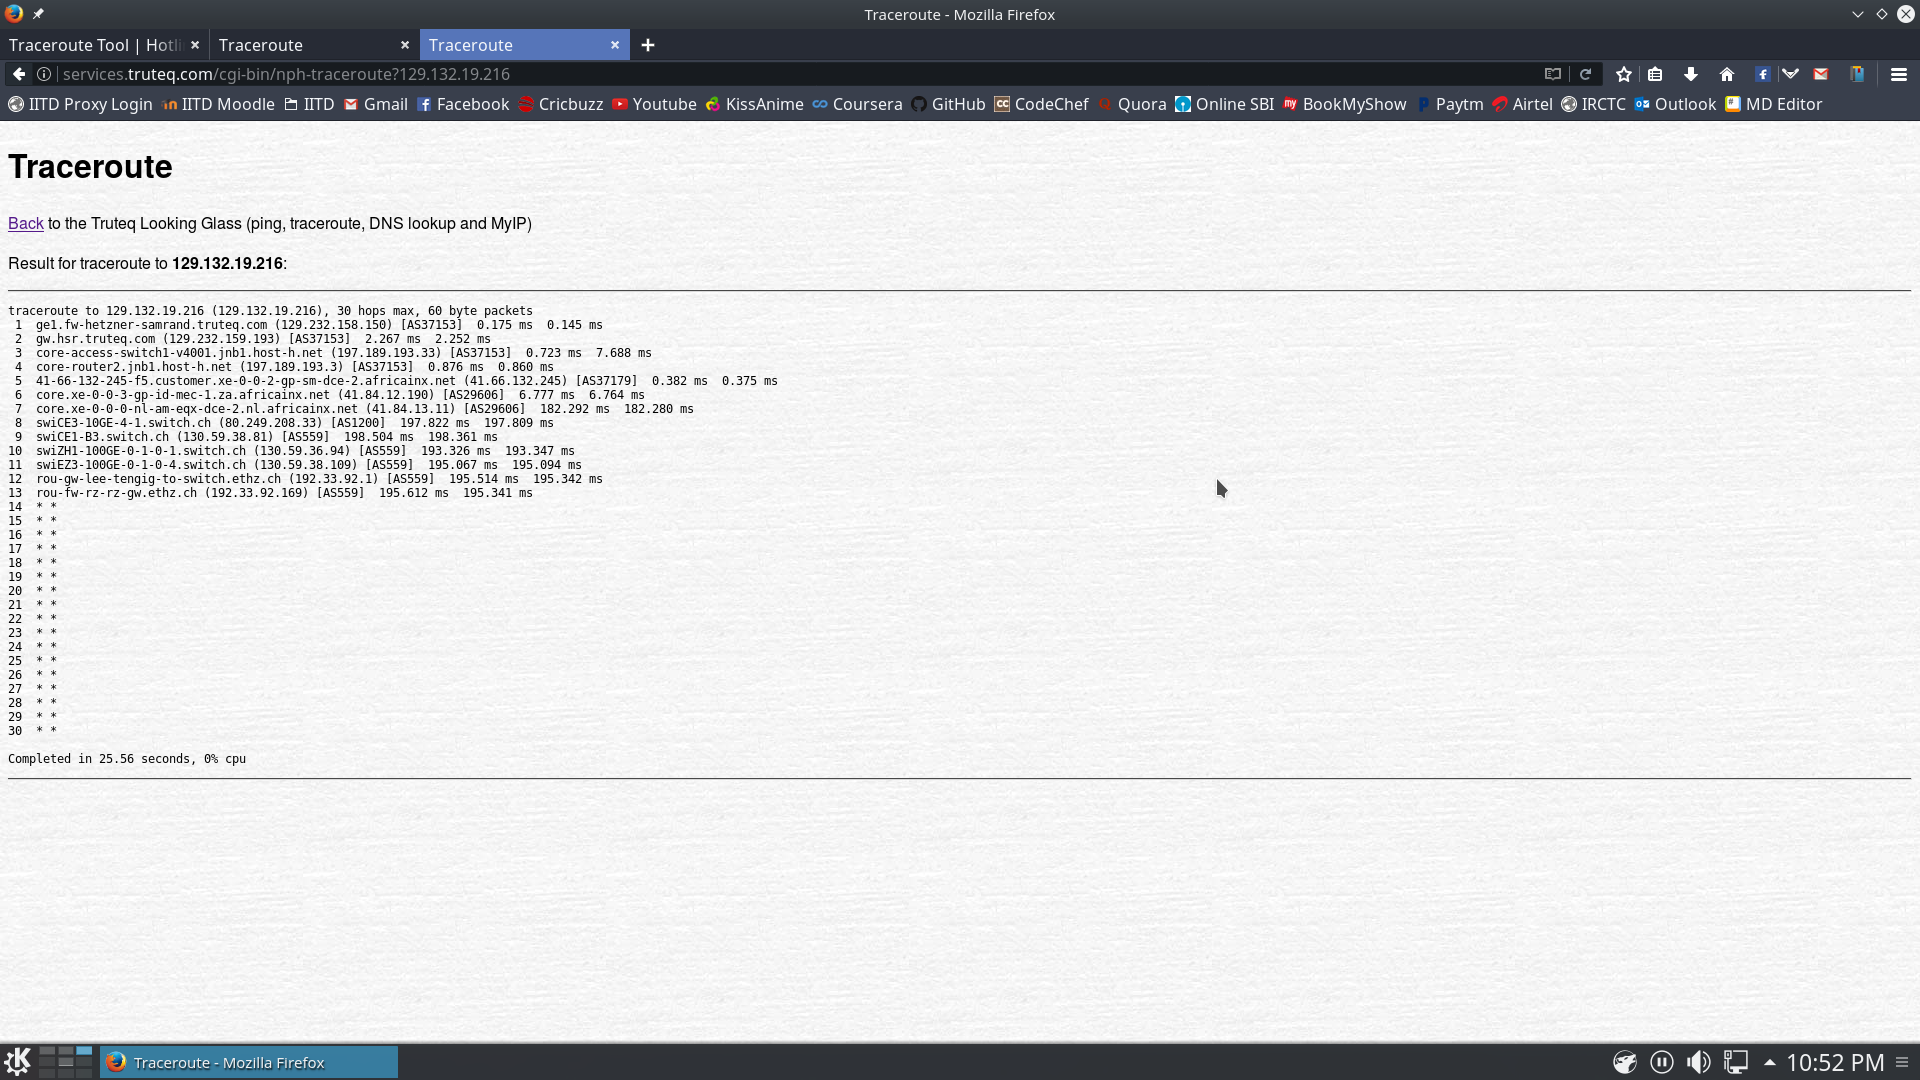 Traceroute - Mozilla Firefox
Traceroute Tool | Hotli
Traceroute
Traceroute
services.truteq.com/cgi-bin/nph-traceroute?129.132.19.216
IITD Proxy Login IITD Moodle IITD Gmail Facebook Cricbuzz Youtube KissAnime Coursera GitHub CodeChef Quora Online SBI BookMyShow Paytm Airtel IRCTC Outlook MD Editor
Traceroute
Back to the Truteq Looking Glass (ping, traceroute, DNS lookup and MyIP)
Result for traceroute to 129.132.19.216:
traceroute to 129.132.19.216 (129.132.19.216), 30 hops max, 60 byte packets
1 ge1.fw-hetzner-samrand.truteq.com (129.232.158.150) [AS37153] 0.175 ms 0.145 ms
2 gw.hsr.truteq.com (129.232.159.193) [AS37153] 2.267 ms 2.252 ms
3 core-access-switch1-v4001.jnb1.host-h.net (197.189.193.33) [AS37153] 0.723 ms 7.688 ms
4 core-router2.jnb1.host-h.net (197.189.193.3) [AS37153] 0.876 ms 0.860 ms
5 41-66-132-245-f5.customer.xe-0-0-2-gp-sm-dce-2.africainx.net (41.66.132.245) [AS37179] 0.382 ms 0.375 ms
6 core.xe-0-0-3-gp-id-mec-1.za.africainx.net (41.84.12.190) [AS29606] 6.777 ms 6.764 ms
7 core.xe-0-0-0-nl-am-eqx-dce-2.nl.africainx.net (41.84.13.11) [AS29606] 182.292 ms 182.280 ms
8 swiCE3-10GE-4-1.switch.ch (80.249.208.33) [AS1200] 197.822 ms 197.809 ms
9 swiCE1-B3.switch.ch (130.59.38.81) [AS559] 198.504 ms 198.361 ms
10 swiZH1-100GE-0-1-0-1.switch.ch (130.59.36.94) [AS559] 193.326 ms 193.347 ms
11 swiEZ3-100GE-0-1-0-4.switch.ch (130.59.38.109) [AS559] 195.067 ms 195.094 ms
12 rou-gw-lee-tengig-to-switch.ethz.ch (192.33.92.1) [AS559] 195.514 ms 195.342 ms
13 rou-fw-rz-rz-gw.ethz.ch (192.33.92.169) [AS559] 195.612 ms 195.341 ms
14 * *
15 * *
16 * *
17 * *
18 * *
19 * *
20 * *
21 * *
22 * *
23 * *
24 * *
25 * *
26 * *
27 * *
28 * *
29 * *
30 * *
Completed in 25.56 seconds, 0% cpu
Traceroute - Mozilla Firefox
10:52 PM